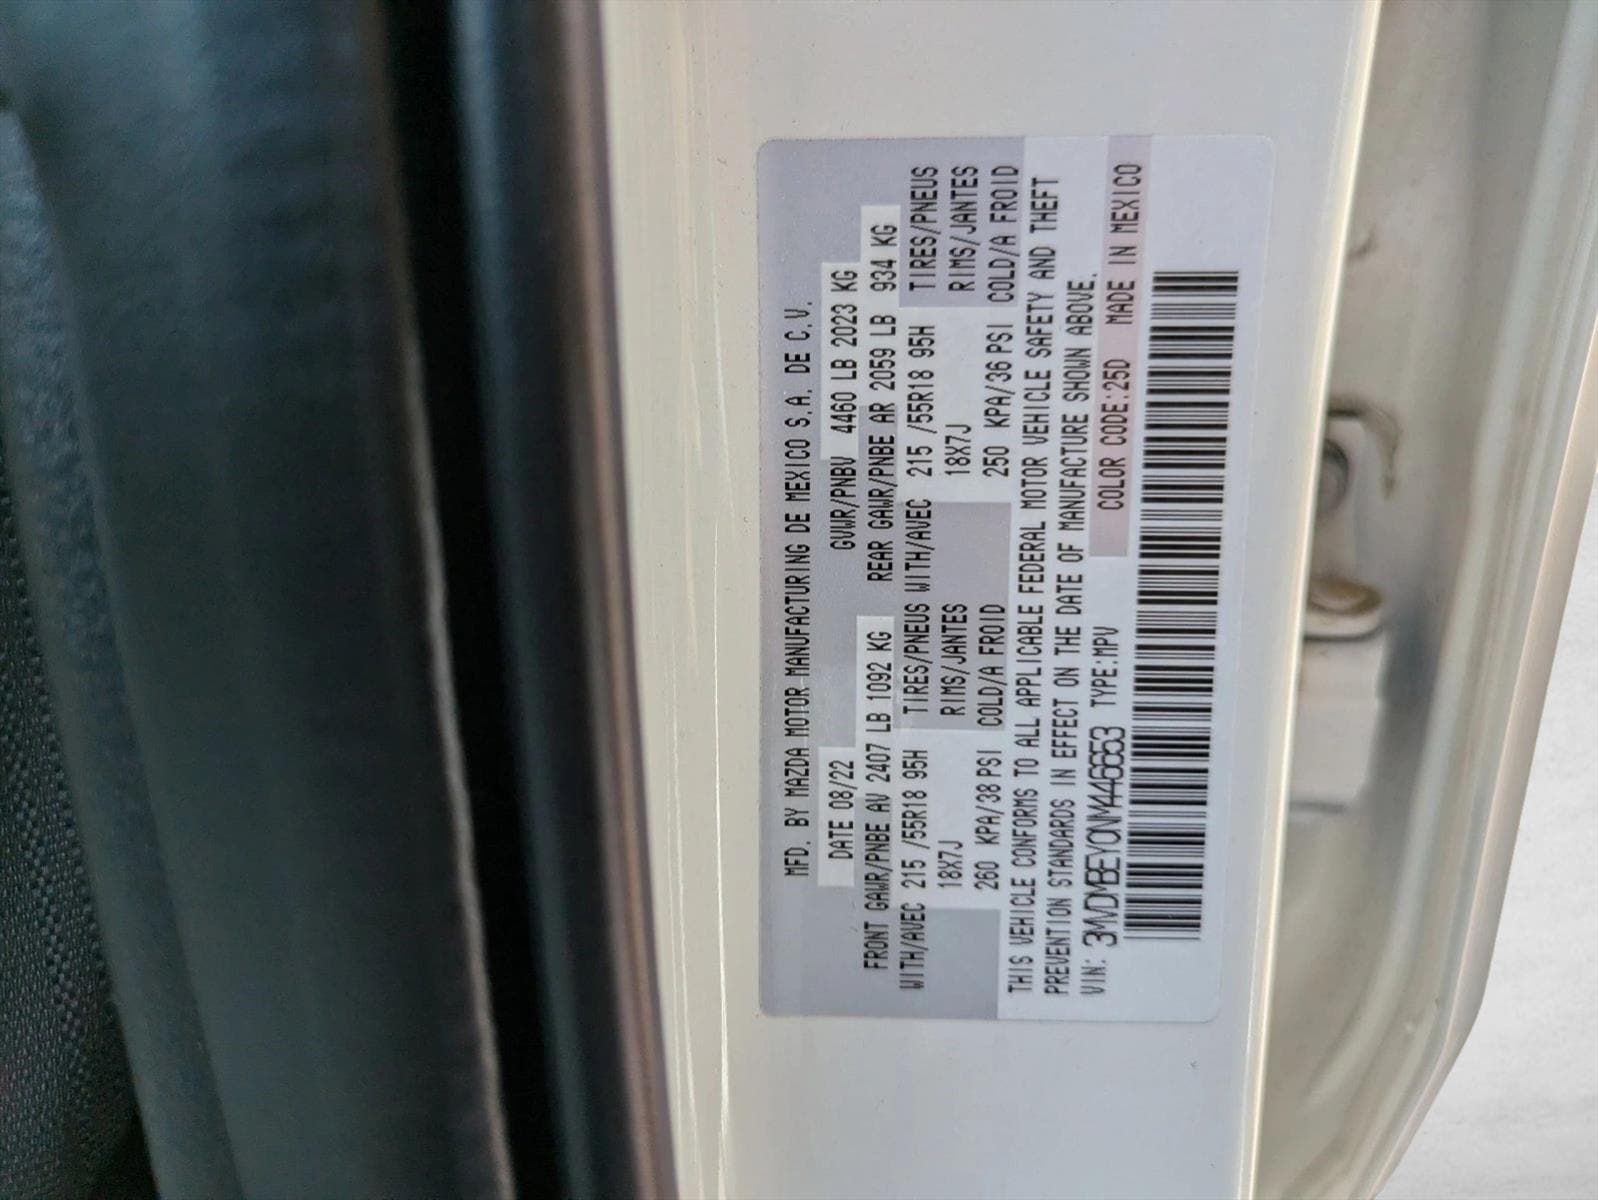 MFD. BY MAZDA MOTOR MANUFACTURING DE MEXICO S.A. DE C.V.
DATE 08/22 GVWR/PNBV 4460 LB 2023 KG
FRONT GAWR/PNBE AV 2407 LB 1092 KG REAR GAWR/PNBE AR 2059 LB 934 KG
WITH/AVEC 215 /55R18 95H TIRES/PNEUS WITH/AVEC 215 /55R18 95H TIRES/PNEUS
18X7J RIMS/JANTES 18X7J RIMS/JANTES
260 KPA/38 PSI COLD/A FROID 250 KPA/36 PSI COLD/A FROID
THIS VEHICLE CONFORMS TO ALL APPLICABLE FEDERAL MOTOR VEHICLE SAFETY AND THEFT
PREVENTION STANDARDS IN EFFECT ON THE DATE OF MANUFACTURE SHOWN ABOVE.
VIN: 3MVDMBEY0NM446653 TYPE:MPV COLOR CODE:25D MADE IN MEXICO